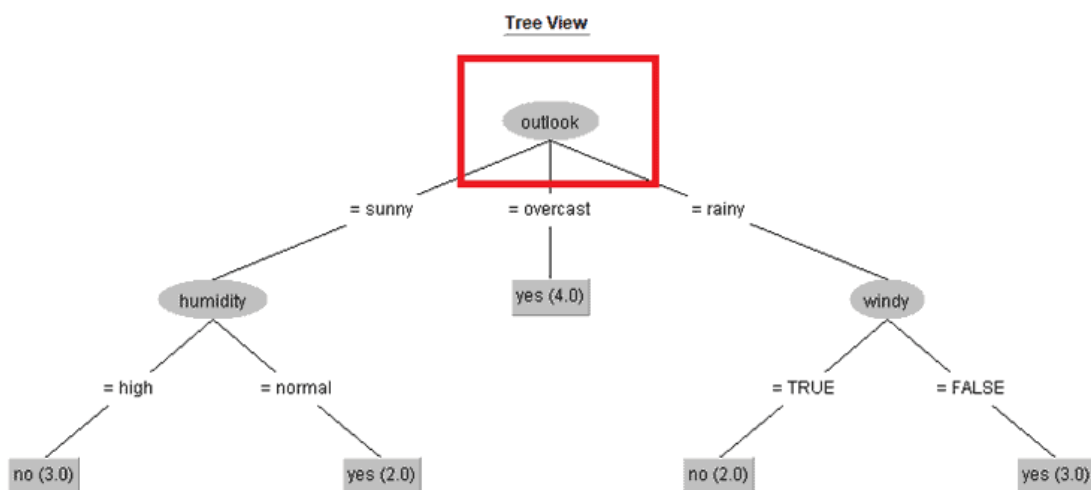 Tree View
outlook
= sunny
= overcast
= rainy
humidity
yes (4.0)
windy
= high
= normal
= TRUE
= FALSE
no (3.0)
yes (2.0)
no (2.0)
yes (3.0)